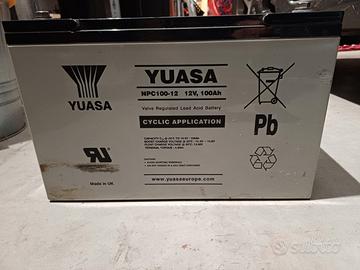 YUASA
NPC100-12 12V, 100Ah
Valve Regulated Lead Acid Battery
CYCLIC APPLICATION
YUASA
Pb
Made in UK
www.yuasaeurope.com
subito